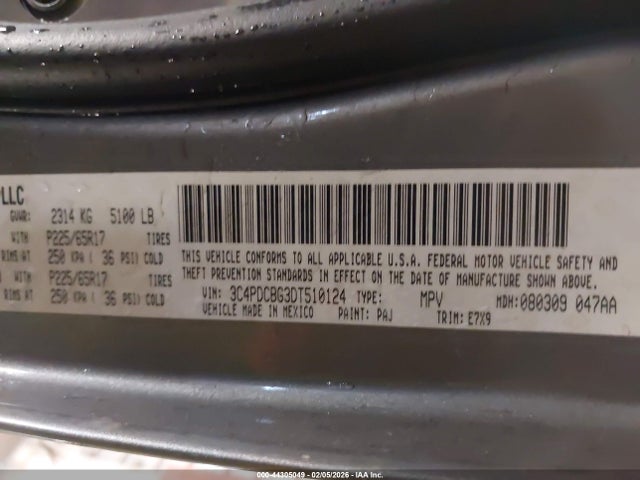 LLC
GVWR: 2314 KG 5100 LB
WITH P225/65R17 TIRES
RIMS AT 250 KPA ( 36 PSI) COLD
WITH P225/65R17 TIRES
RIMS AT 250 KPA ( 36 PSI) COLD
THIS VEHICLE CONFORMS TO ALL APPLICABLE U.S.A. FEDERAL MOTOR VEHICLE SAFETY AND
THEFT PREVENTION STANDARDS IN EFFECT ON THE DATE OF MANUFACTURE SHOWN ABOVE.
VIN: 3C4PDCBG3DT510124 TYPE: MPV MDH: 080309 047AA
VEHICLE MADE IN MEXICO PAINT: PAJ TRIM: E7X9
000-44305049 - 02/05/2026 - IAA Inc.